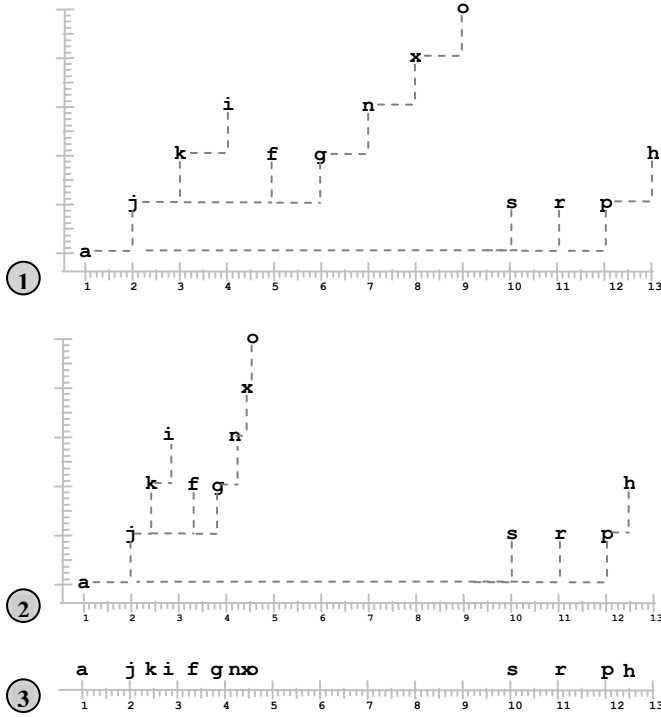 o
x
i n
k f g h
j s r p
a
1
1 2 3 4 5 6 7 8 9 10 11 12 13
o
x
i n
k f g h
j s r p
a
2
1 2 3 4 5 6 7 8 9 10 11 12 13
a j k i f g n x o s r p h
3
1 2 3 4 5 6 7 8 9 10 11 12 13